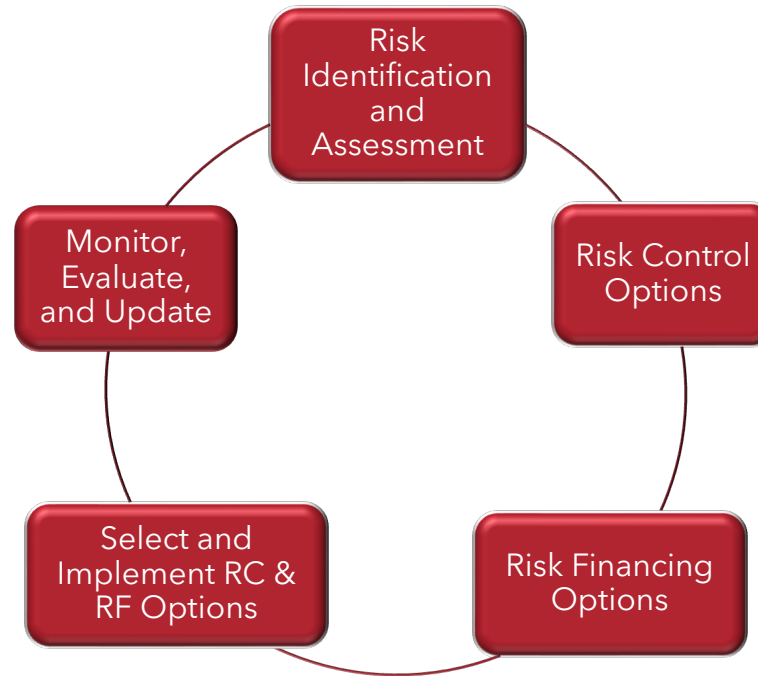 Risk
Identification
and
Assessment
Risk Control
Options
Risk Financing
Options
Select and
Implement RC &
RF Options
Monitor,
Evaluate,
and Update